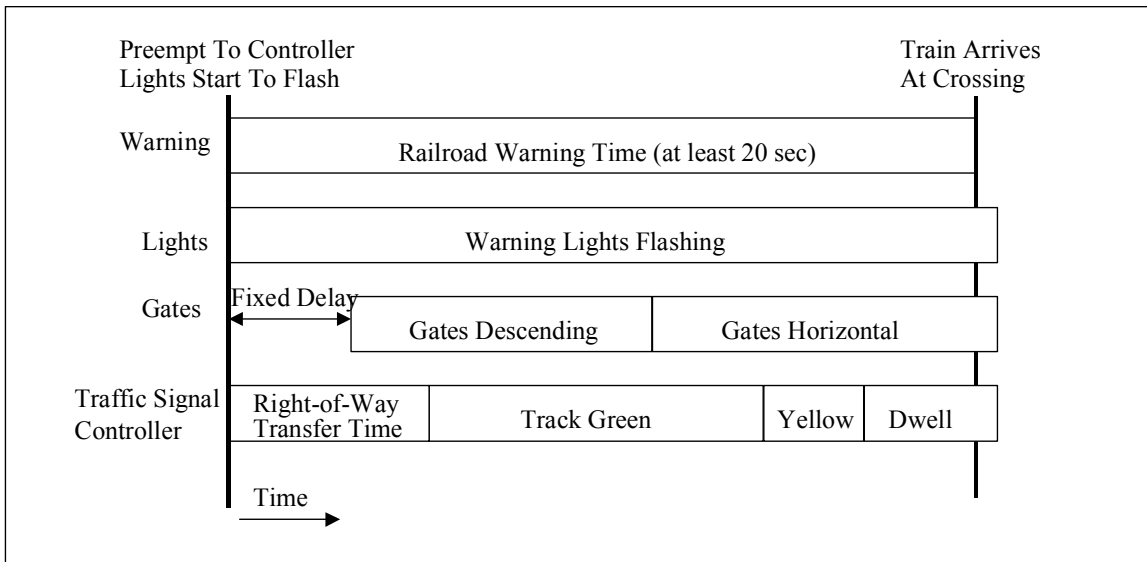 Preempt To Controller
Lights Start To Flash
Train Arrives
At Crossing
Warning
Railroad Warning Time (at least 20 sec)
Lights
Warning Lights Flashing
Gates
Fixed Delay
Gates Descending
Gates Horizontal
Traffic Signal
Controller
Right-of-Way
Transfer Time
Track Green
Yellow
Dwell
Time